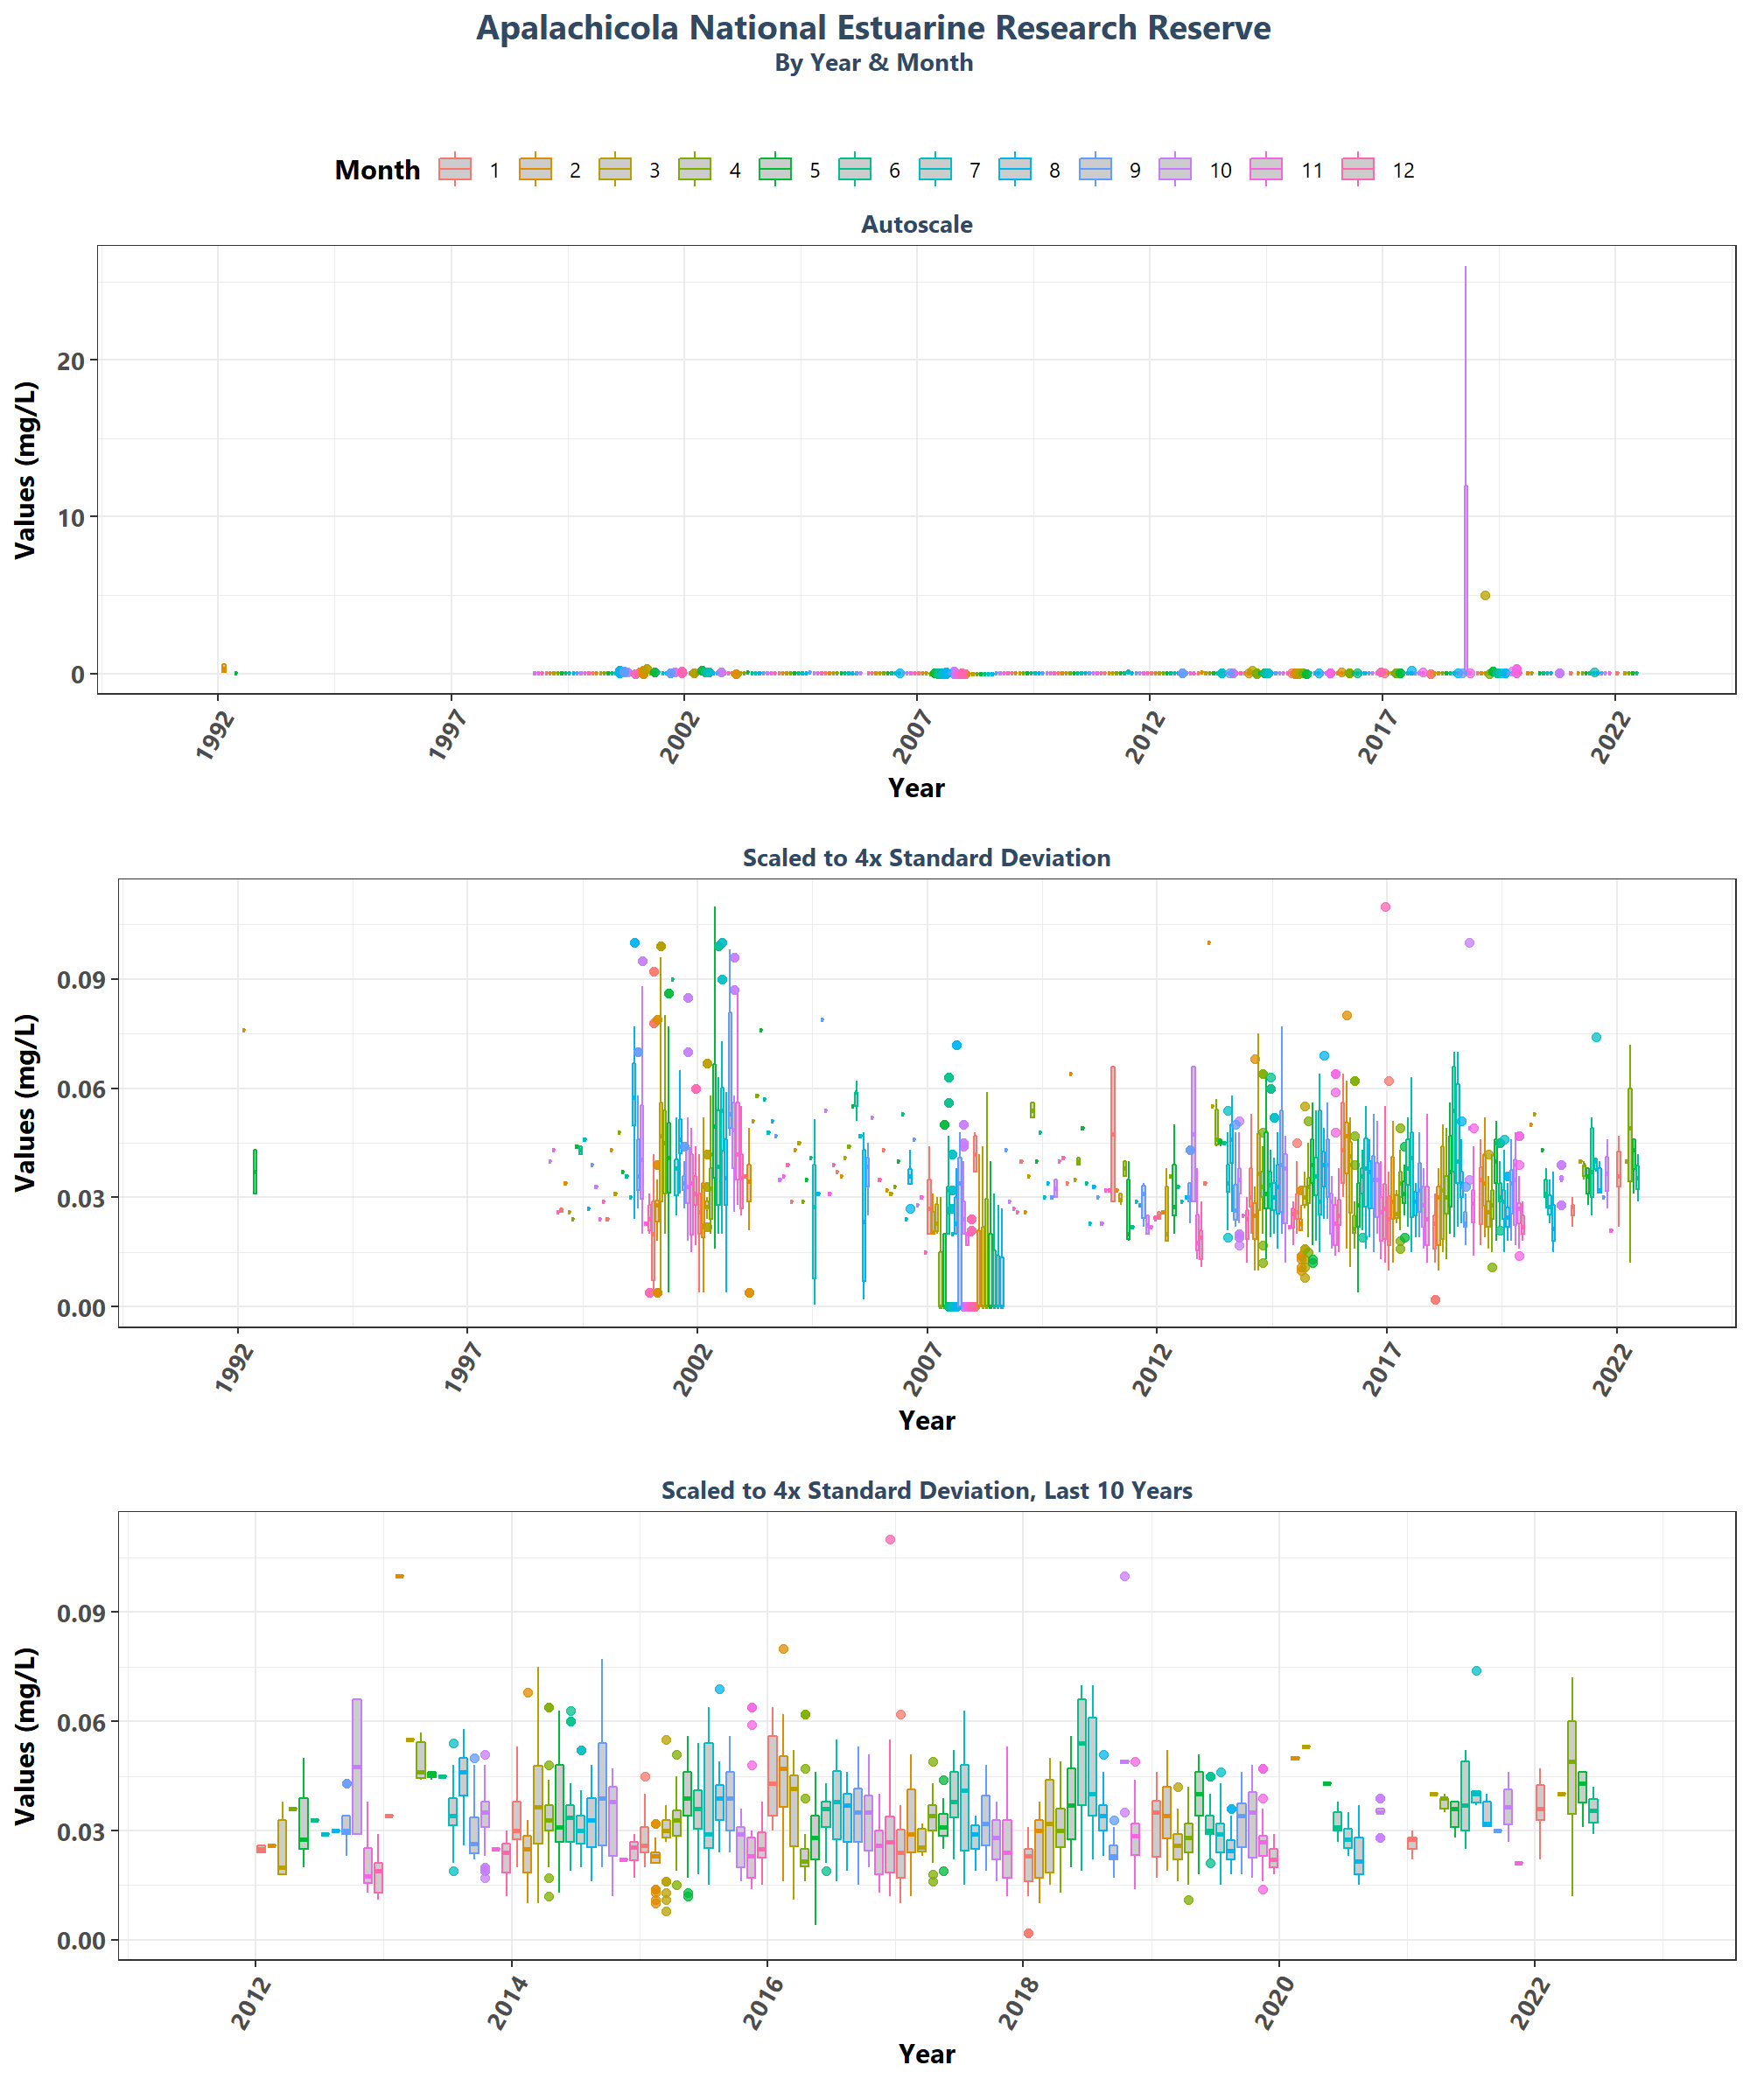 Apalachicola National Estuarine Research Reserve
By Year & Month
Month 1 2 3 4 5 6 7 8 9 10 11 12
Autoscale
Values (mg/L)
20
10
0
1992 1997 2002 2007 2012 2017 2022
Year
Scaled to 4x Standard Deviation
Values (mg/L)
0.09
0.06
0.03
0.00
1992 1997 2002 2007 2012 2017 2022
Year
Scaled to 4x Standard Deviation, Last 10 Years
Values (mg/L)
0.09
0.06
0.03
0.00
2012 2014 2016 2018 2020 2022
Year